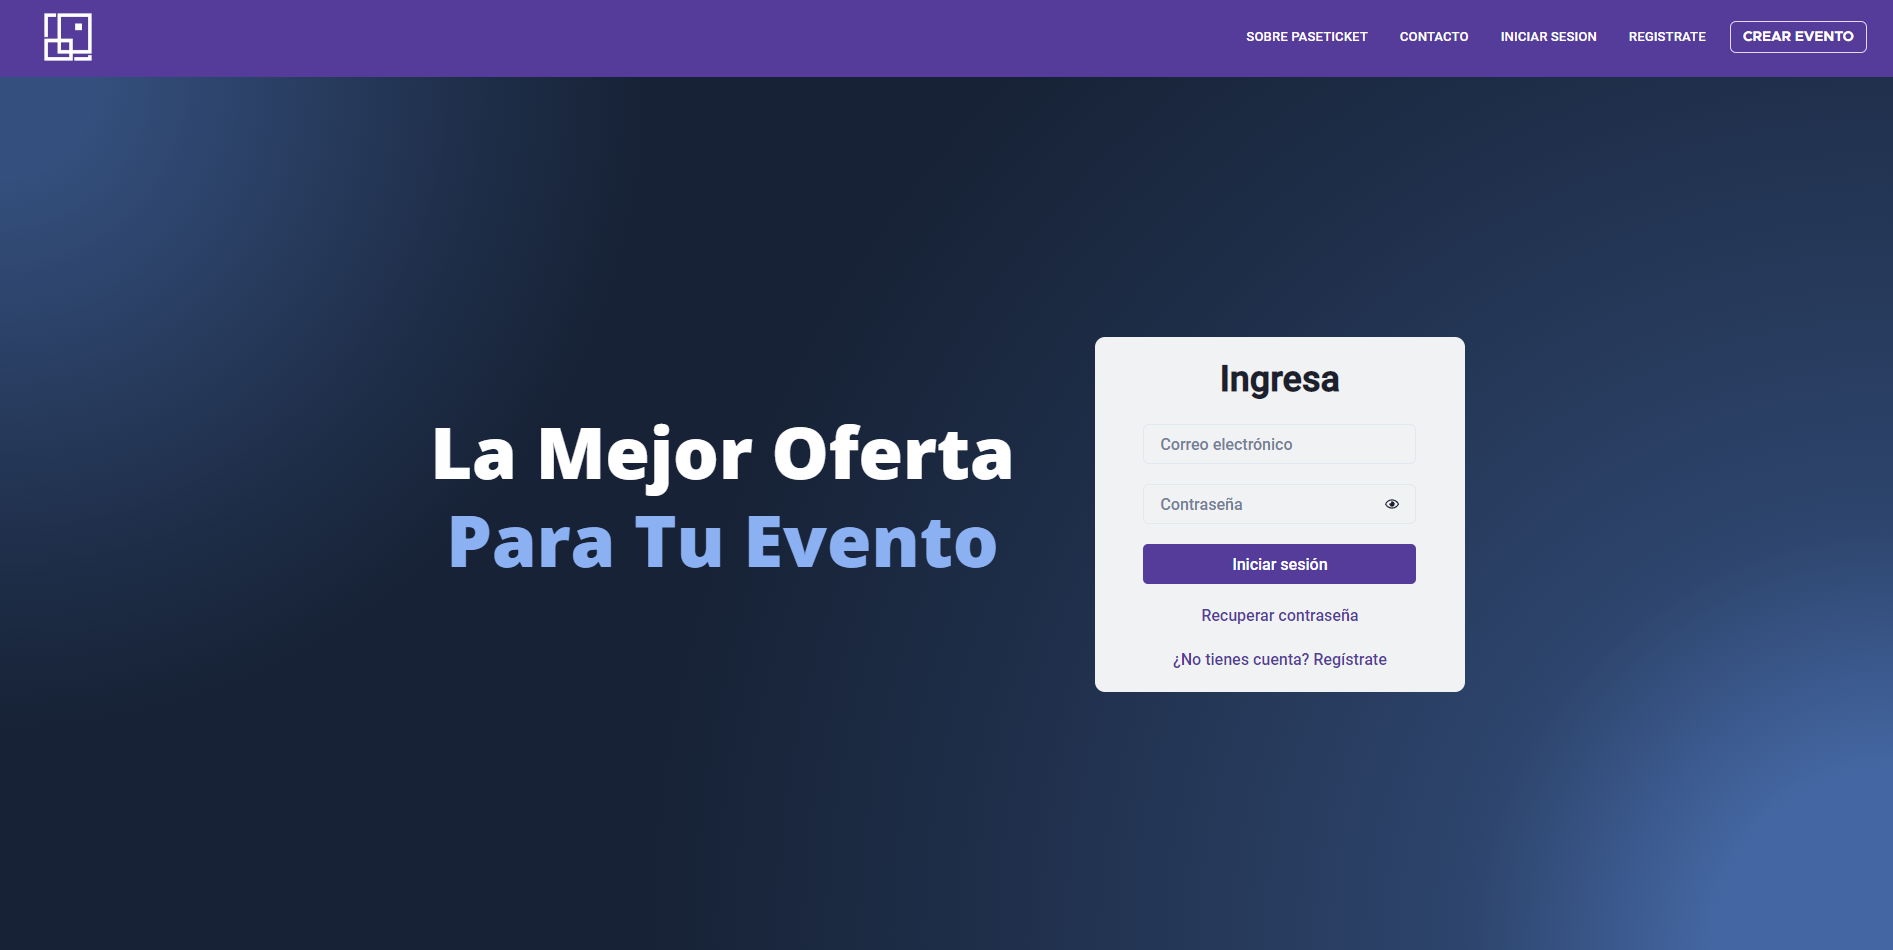 SOBRE PASETICKET CONTACTO INICIAR SESION REGISTRATE CREAR EVENTO
La Mejor Oferta
Para Tu Evento
Ingresa
Correo electrónico
Contraseña
Iniciar sesión
Recuperar contraseña
¿No tienes cuenta? Regístrate